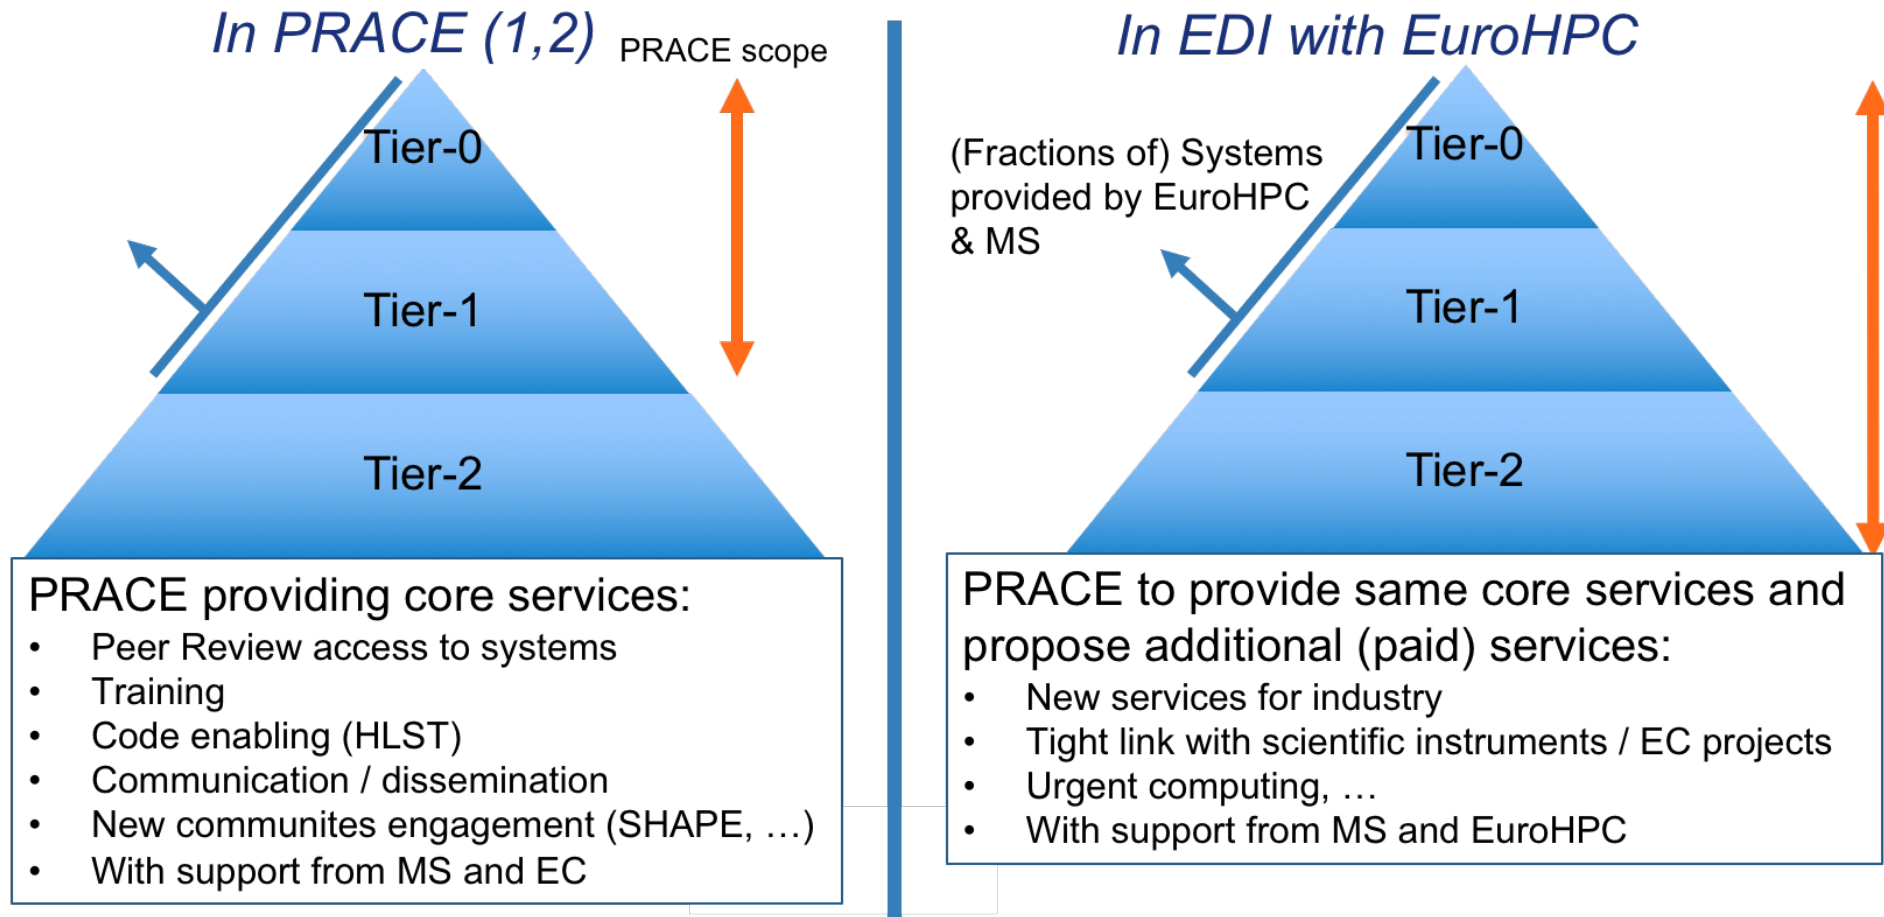 In PRACE (1,2)
PRACE scope
Tier-0
Tier-1
Tier-2
PRACE providing core services:
• Peer Review access to systems
• Training
• Code enabling (HLST)
• Communication / dissemination
• New communites engagement (SHAPE, …)
• With support from MS and EC
In EDI with EuroHPC
(Fractions of) Systems
provided by EuroHPC
& MS
Tier-0
Tier-1
Tier-2
PRACE to provide same core services and
propose additional (paid) services:
• New services for industry
• Tight link with scientific instruments / EC projects
• Urgent computing, …
• With support from MS and EuroHPC